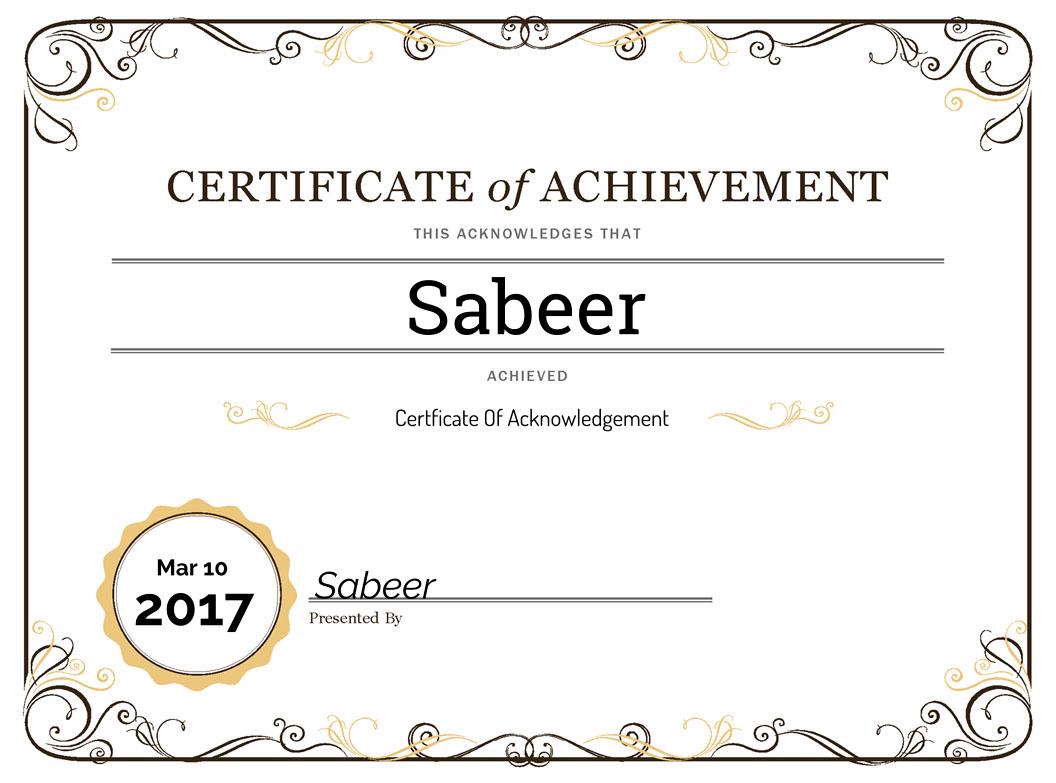 CERTIFICATE of ACHIEVEMENT
THIS ACKNOWLEDGES THAT
Sabeer
ACHIEVED
Certficate Of Acknowledgement
Mar 10
2017
Sabeer
Presented By